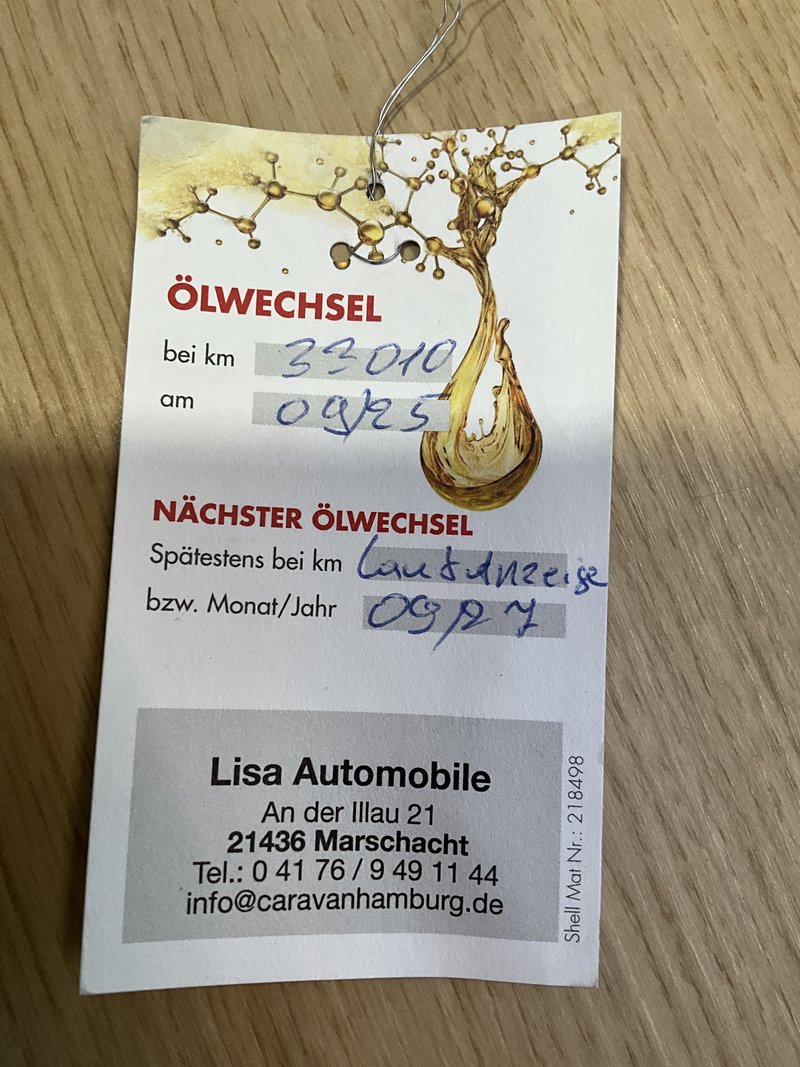 ÖLWECHSEL
bei km 33010
am 09/25
NÄCHSTER ÖLWECHSEL
Spätestens bei km laut Anzeige
bzw. Monat/Jahr 09/27
Lisa Automobile
An der Illau 21
21436 Marschacht
Tel.: 0 41 76 / 9 49 11 44
info@caravanhamburg.de
Shell Mat Nr.: 218498